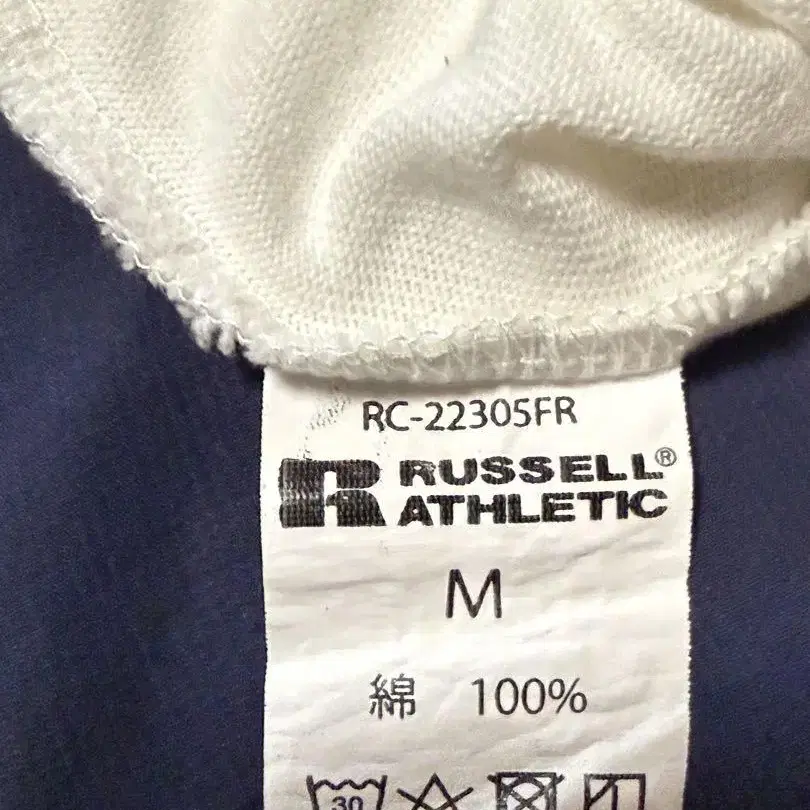 RC-22305FR
RUSSELL®
ATHLETIC
M
綿 100%
30